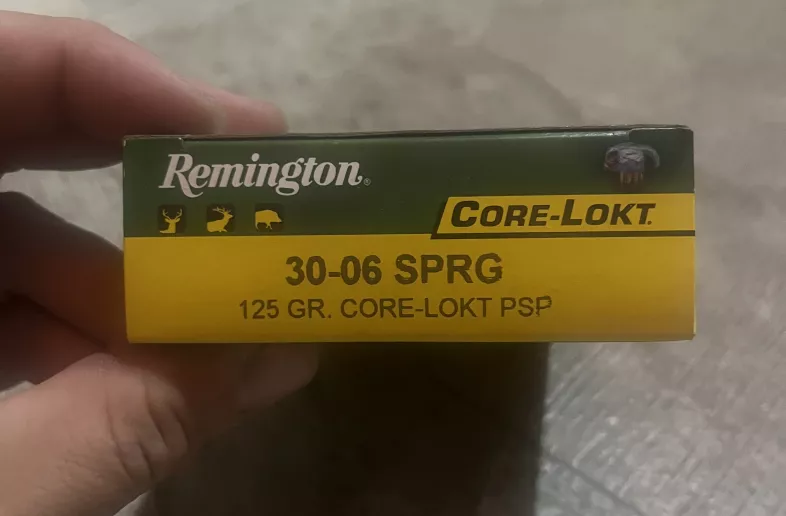 Remington®
CORE-LOKT.
30-06 SPRG
125 GR. CORE-LOKT PSP